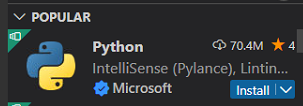 POPULAR
Python 70.4M 4
IntelliSense (Pylance), Lintin...
Microsoft Install